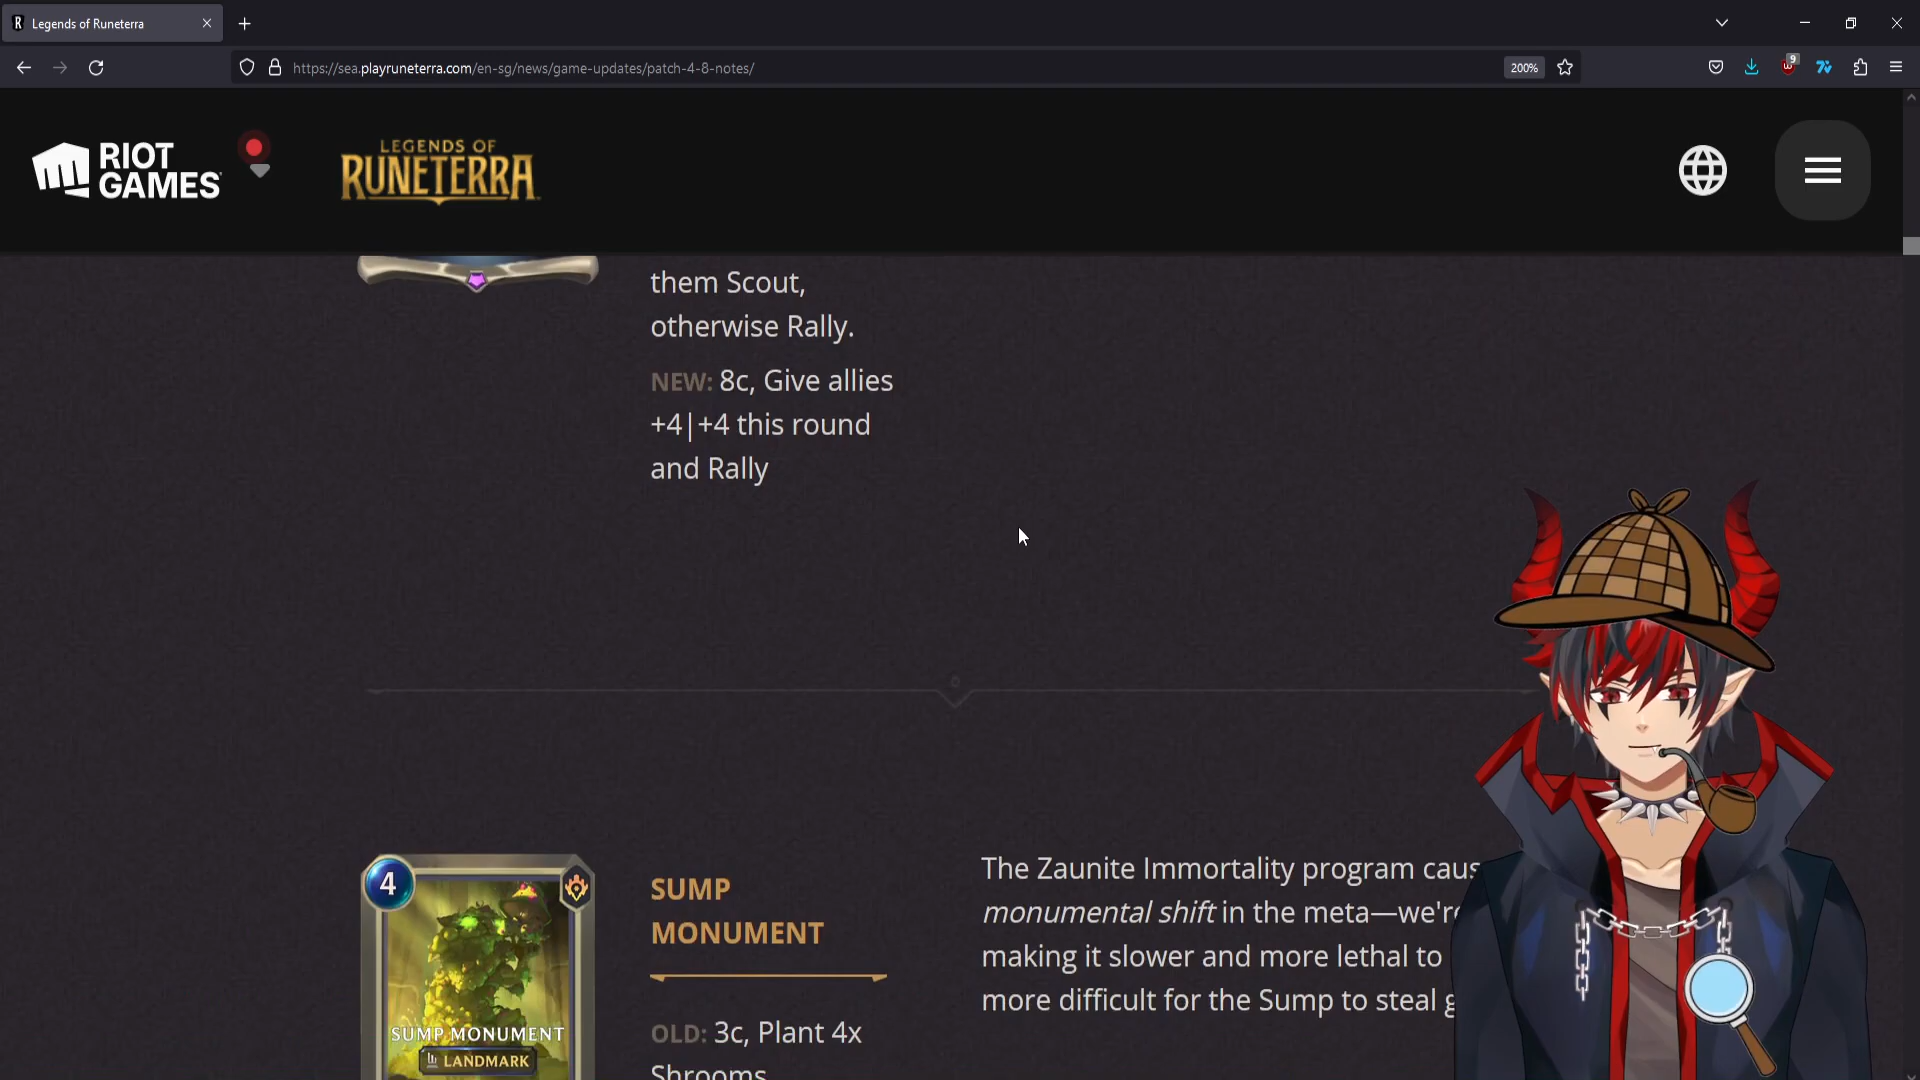 Legends of Runeterra
https://sea.playruneterra.com/en-sg/news/game-updates/patch-4-8-notes/
200%
9
RIOT
GAMES
LEGENDS OF
RUNETERRA
them Scout,
otherwise Rally.
NEW: 8c, Give allies
+4|+4 this round
and Rally
4
SUMP MONUMENT
LANDMARK
SUMP
MONUMENT
OLD: 3c, Plant 4x
Shrooms
The Zaunite Immortality program
monumental shift in the meta—
making it slower and more lethal to
more difficult for the Sump to steal